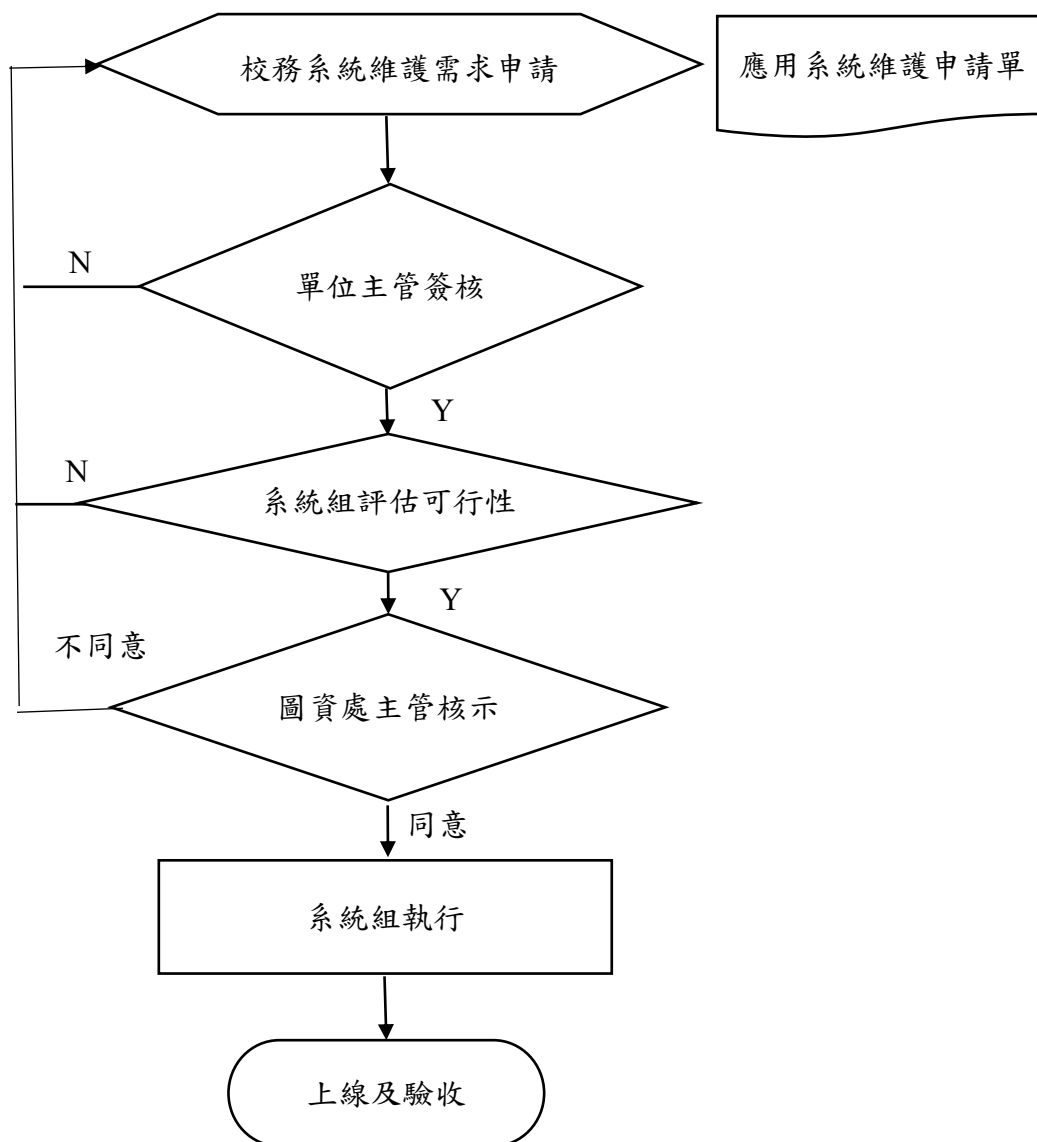 校務系統維護需求申請
應用系統維護申請單
N
單位主管簽核
Y
N
系統組評估可行性
Y
不同意
圖資處主管核示
同意
系統組執行
上線及驗收